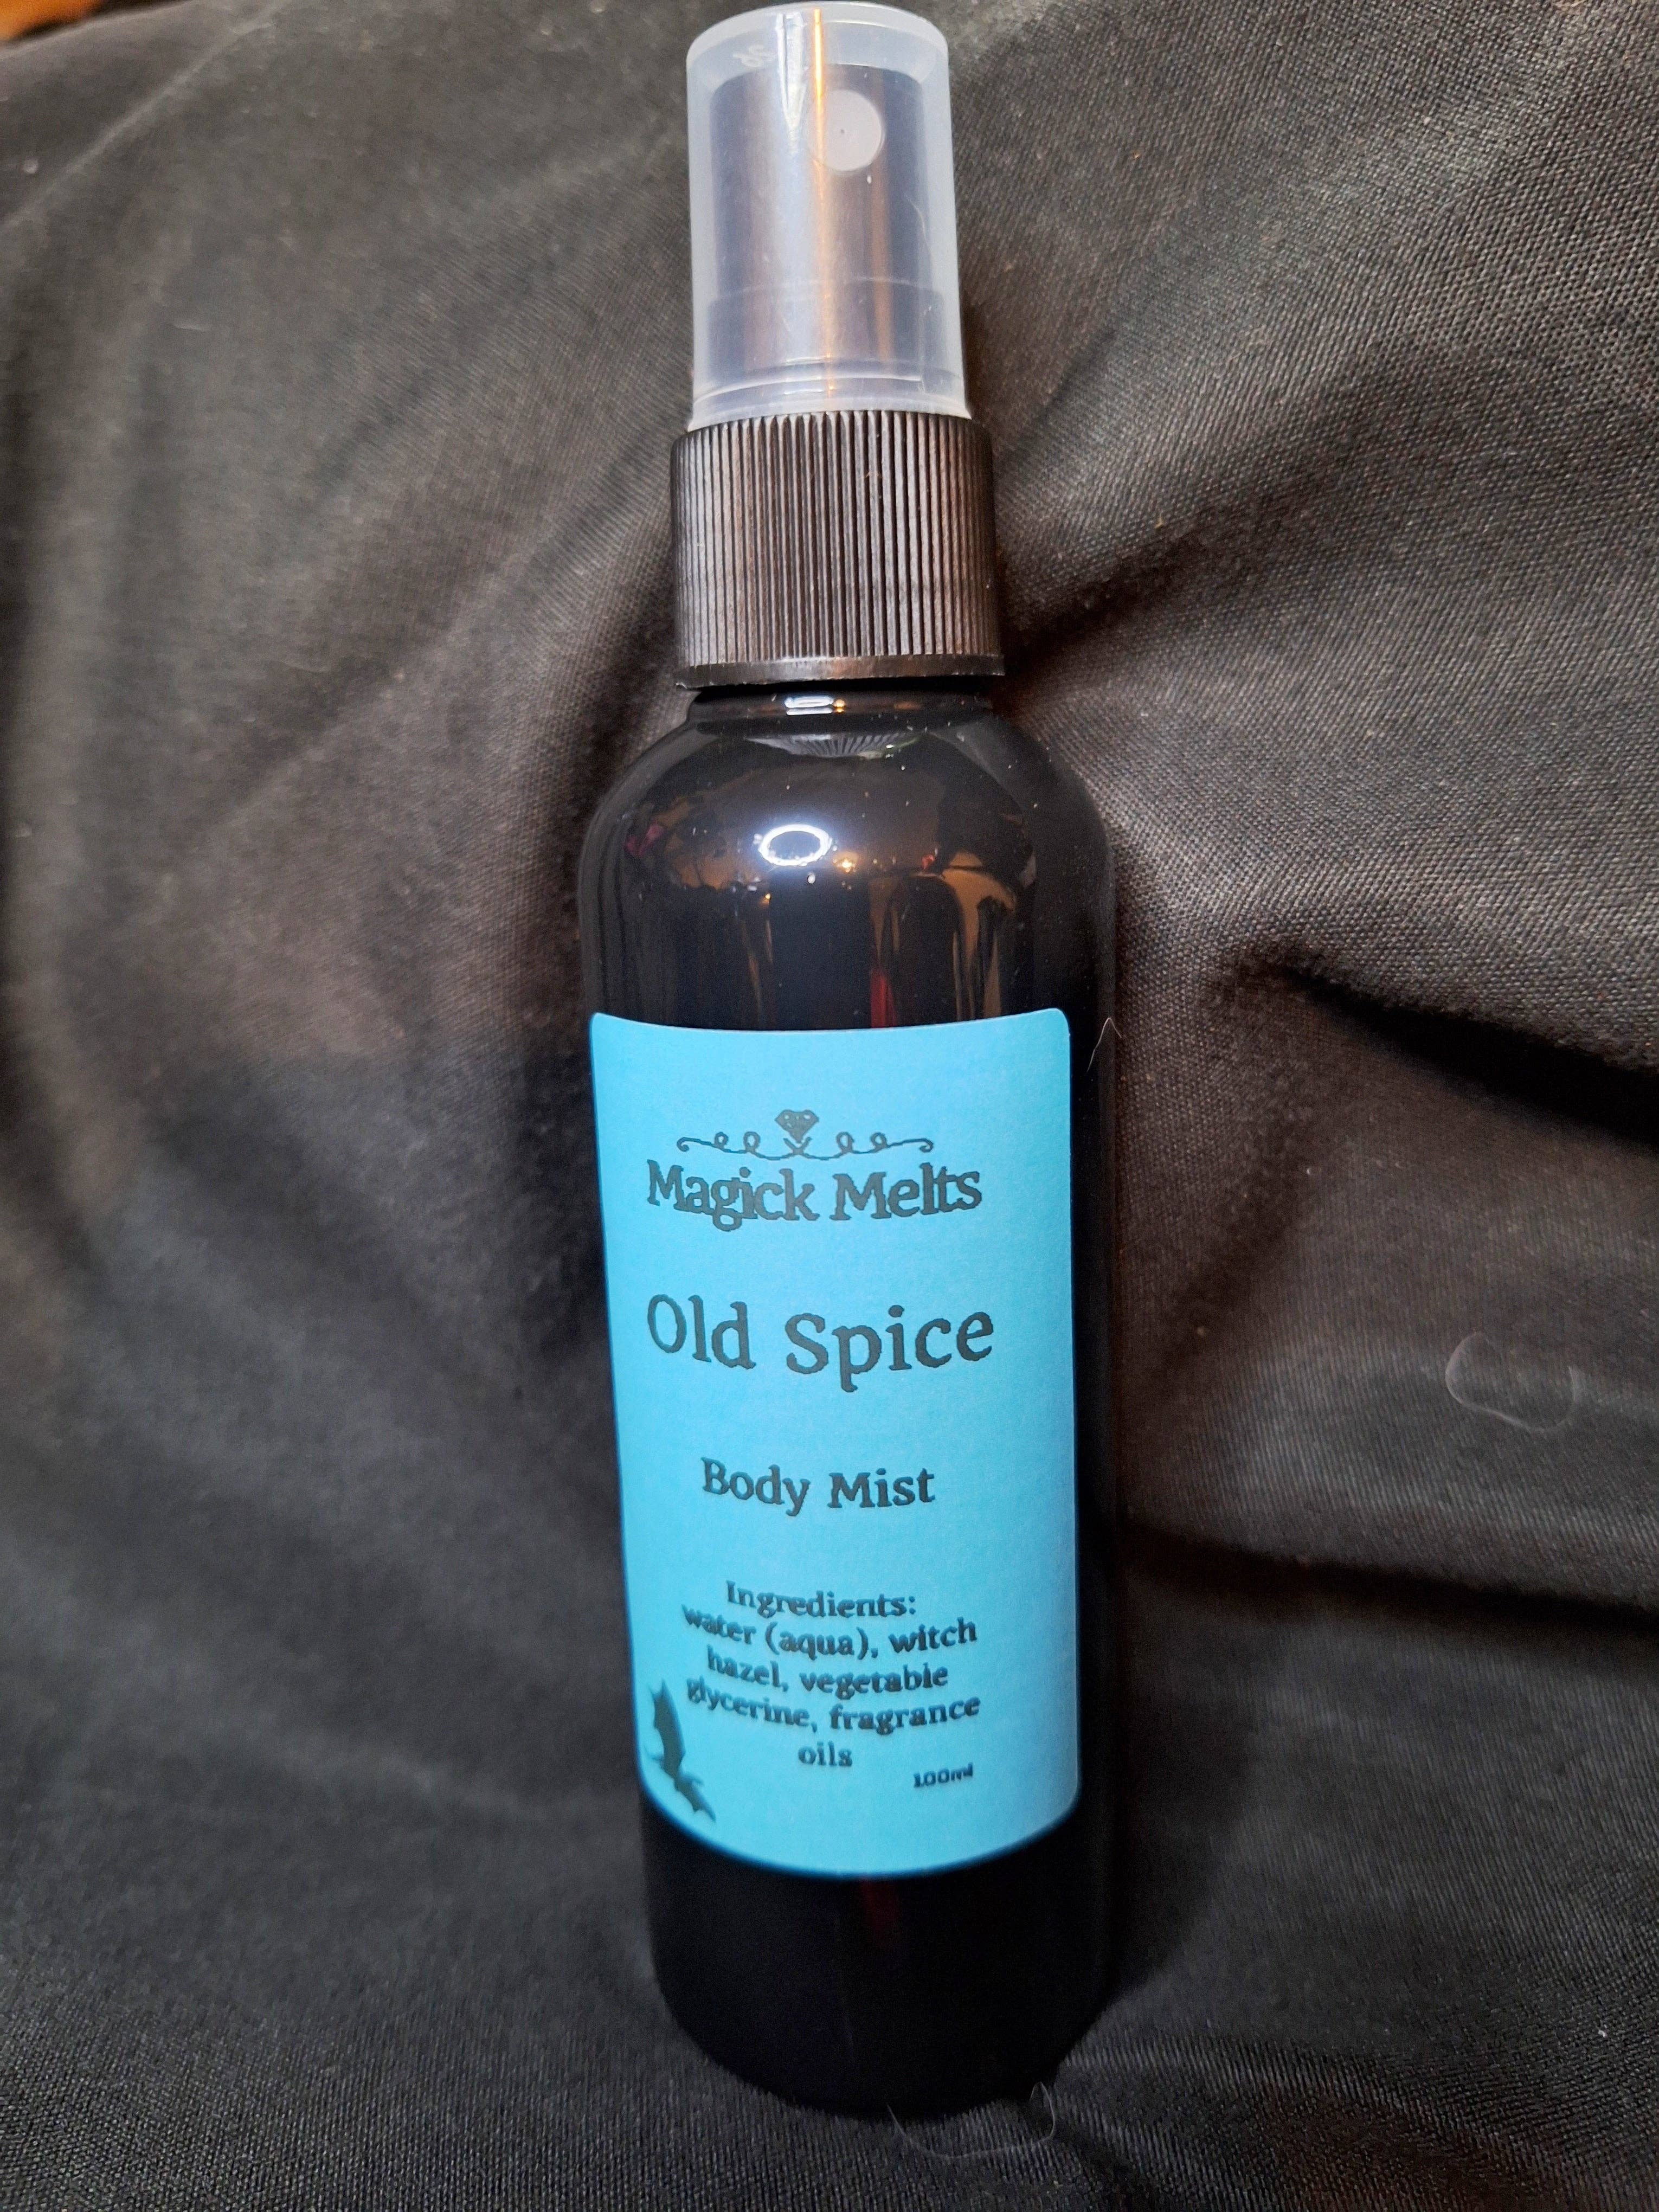 Magick Melts
Old Spice
Body Mist
Ingredients:
water (aqua), witch
hazel, vegetable
glycerine, fragrance
oils
100ml